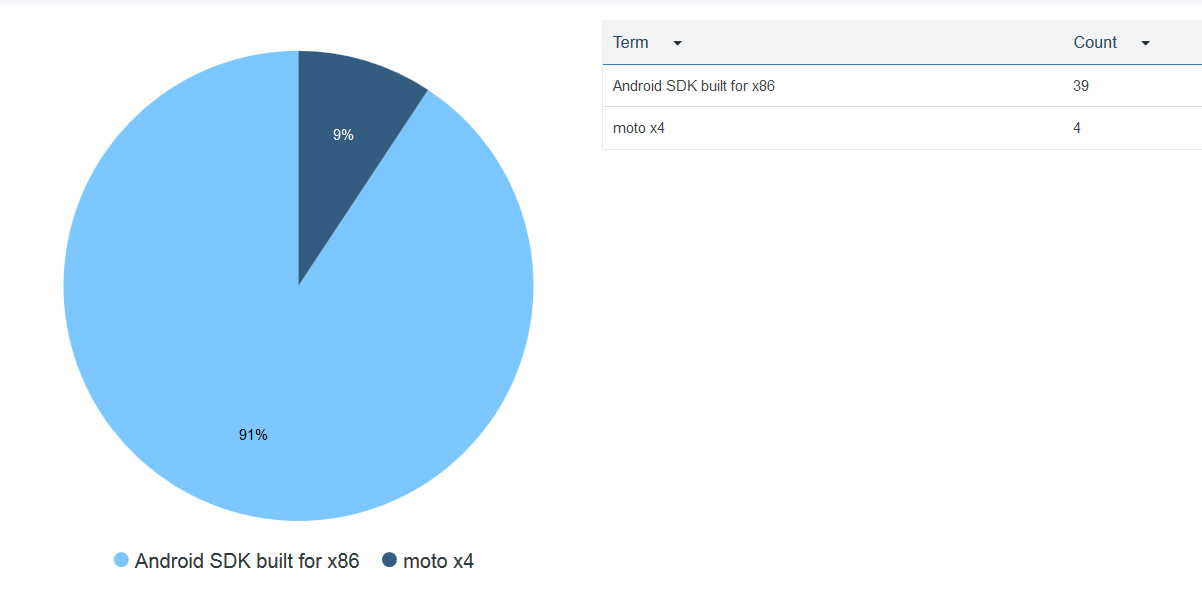 9%
91%
Android SDK built for x86 moto x4
Term Count
Android SDK built for x86 39
moto x4 4